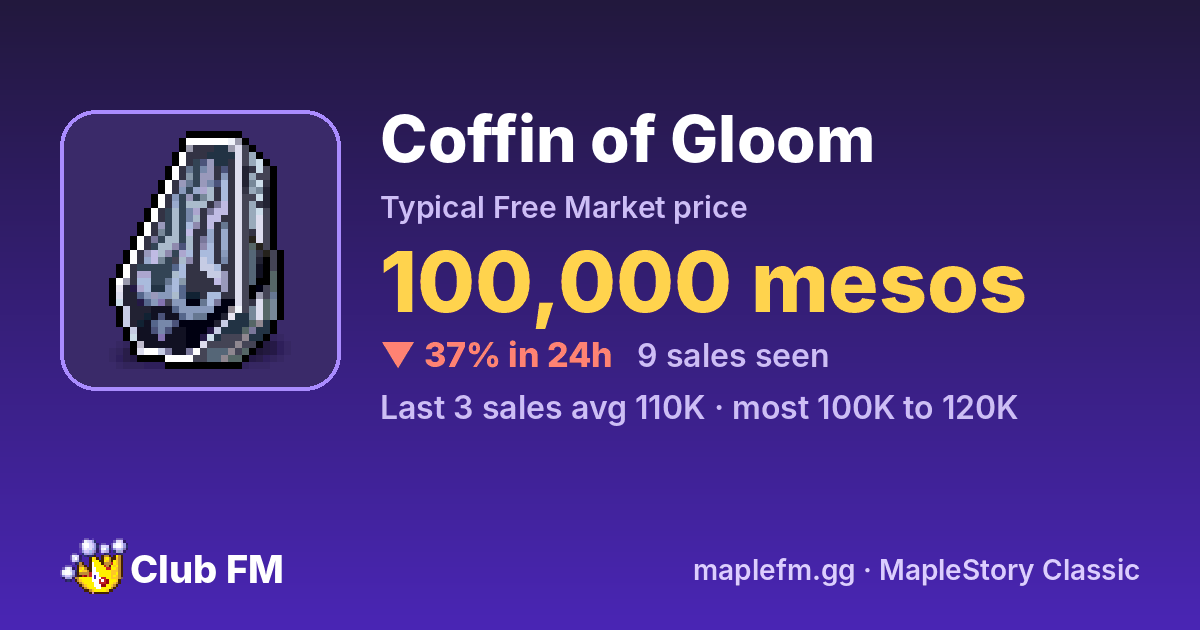 Coffin of Gloom
Typical Free Market price
100,000 mesos
▼ 37% in 24h 9 sales seen
Last 3 sales avg 110K · most 100K to 120K
Club FM
maplefm.gg · MapleStory Classic